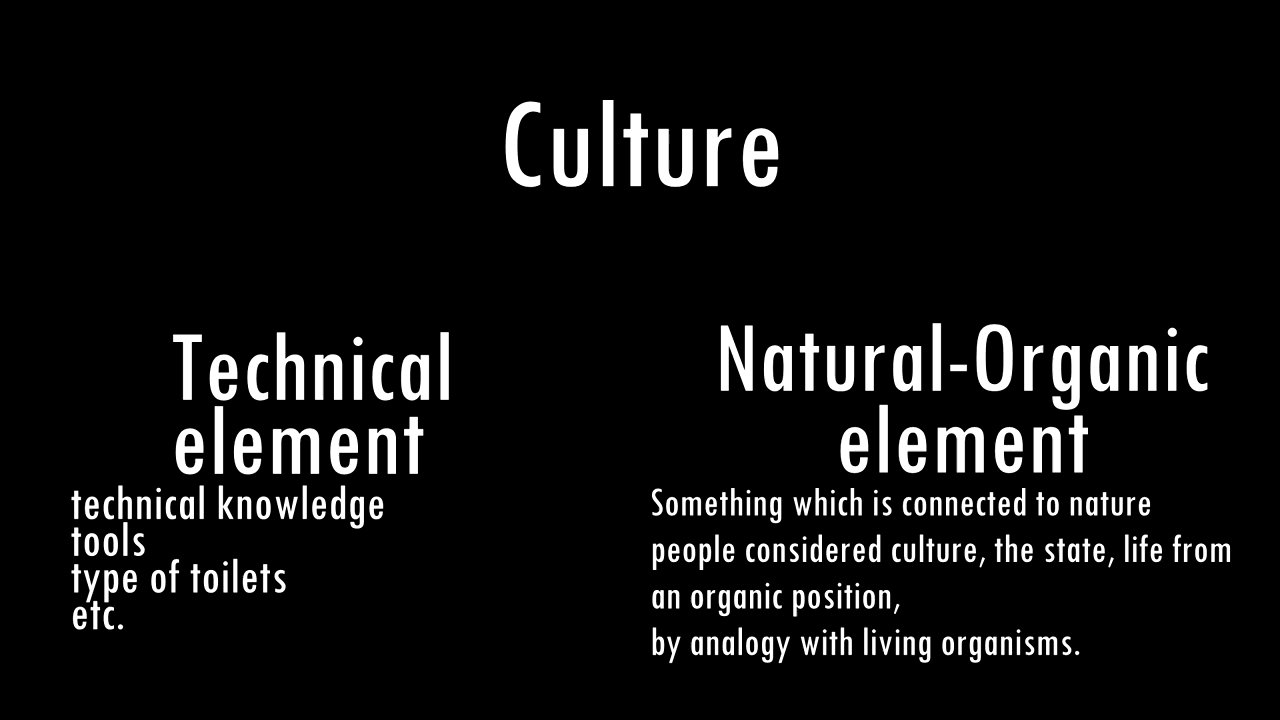 Culture
Technical
element
technical knowledge
tools
type of toilets
etc.
Natural-Organic
element
Something which is connected to nature
people considered culture, the state, life from
an organic position,
by analogy with living organisms.